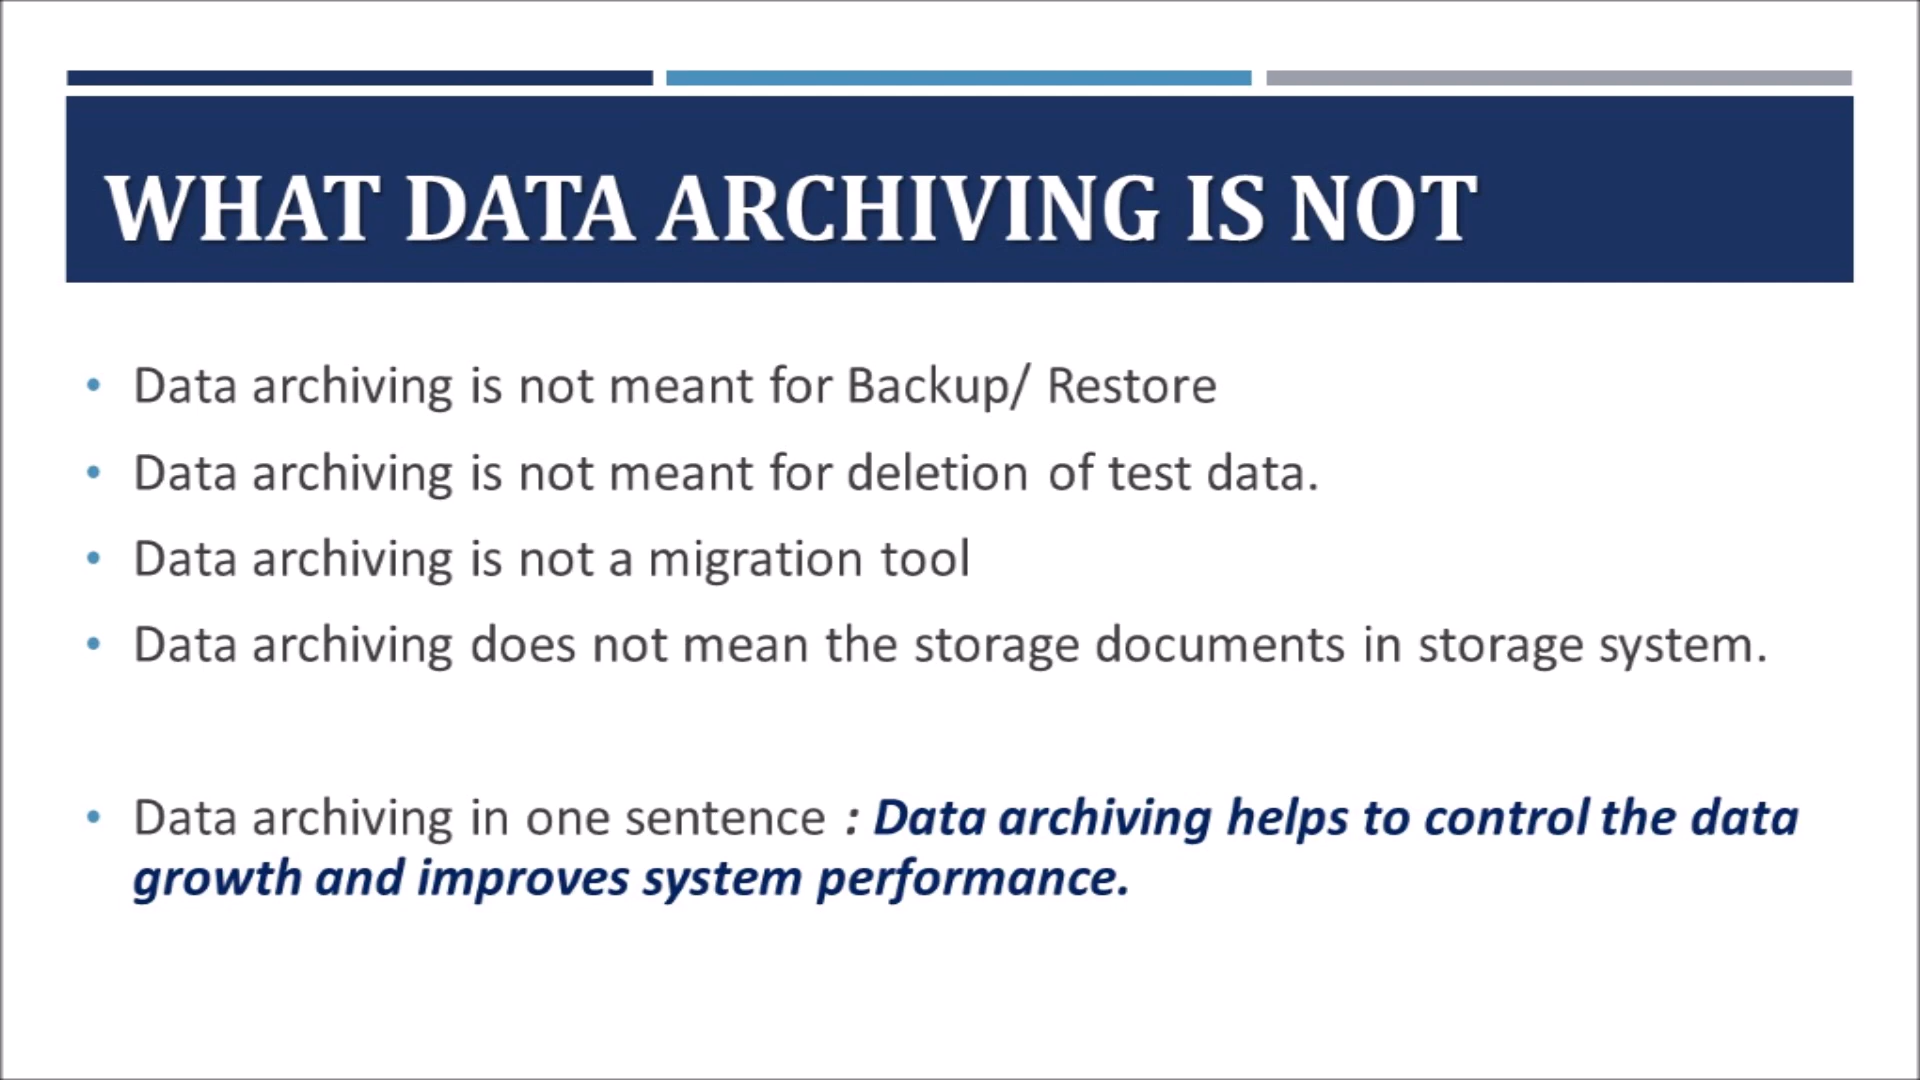 WHAT DATA ARCHIVING IS NOT
• Data archiving is not meant for Backup/ Restore
• Data archiving is not meant for deletion of test data.
• Data archiving is not a migration tool
• Data archiving does not mean the storage documents in storage system.
• Data archiving in one sentence : Data archiving helps to control the data
growth and improves system performance.